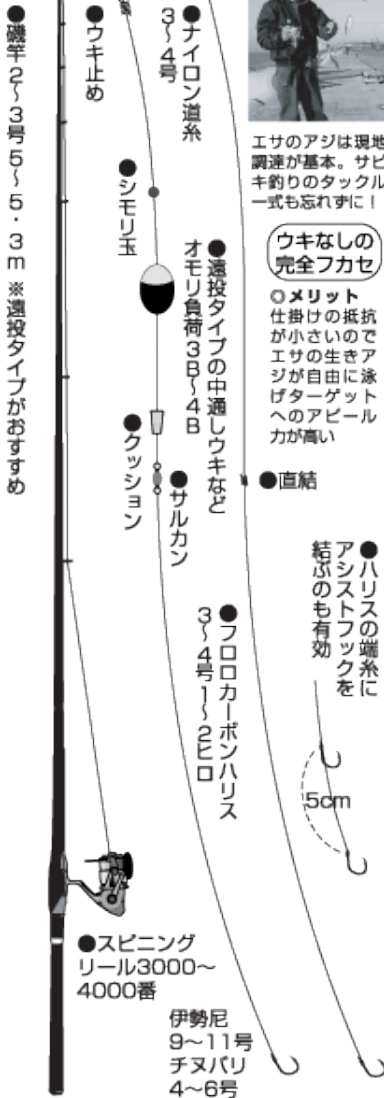 エサのアジは現地
調達が基本。サビ
キ釣りのタックル
一式も忘れずに！
ウキなしの
完全フカセ
◎メリット
仕掛けの抵抗
が小さいので
エサの生きア
ジが自由に泳
げターゲット
へのアピール
力が高い
●直結
●ハリスの端糸に
アシストフックを
結ぶのも有効
5cm
●ナイロン道糸
3〜4号
●ウキ止め
●シモリ玉
●遠投タイプの中通しウキなど
オモリ負荷3B〜4B
●クッション
●サルカン
●フロロカーボンハリス
3〜4号1〜2ヒロ
●磯竿2〜3号5〜5・3m ※遠投タイプがおすすめ
●スピニング
リール3000〜
4000番
伊勢尼
9〜11号
チヌバリ
4〜6号